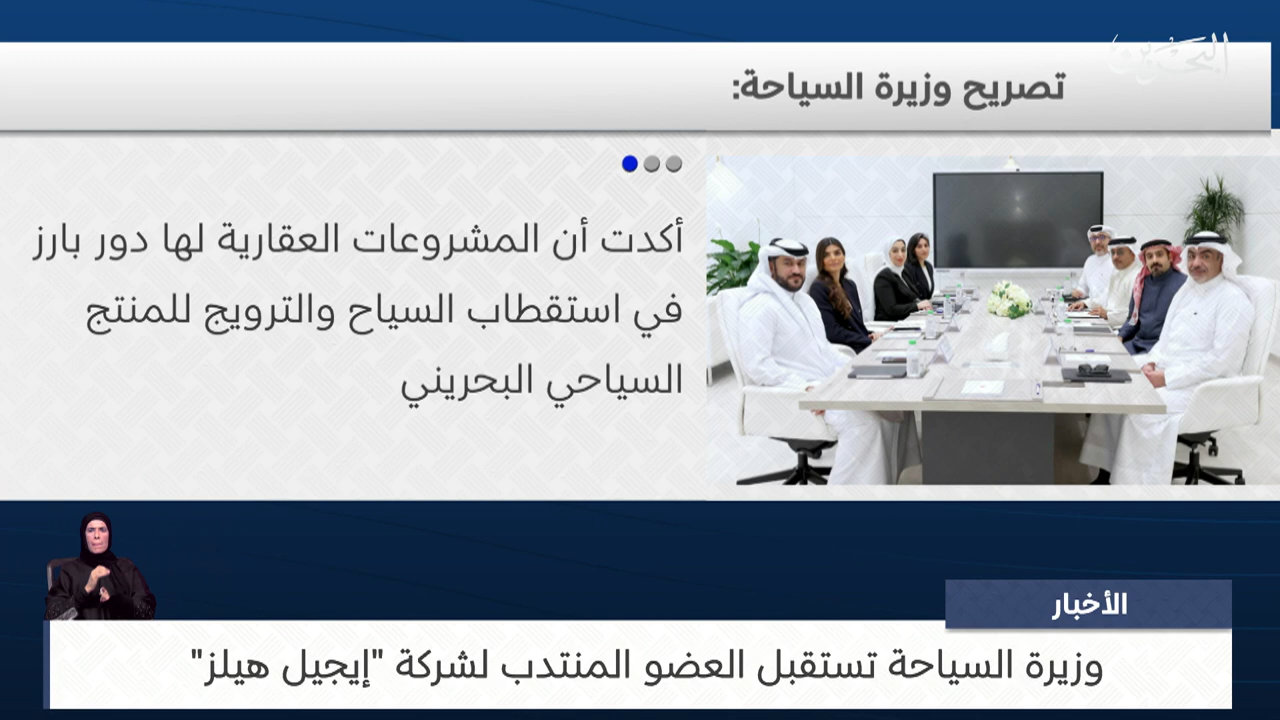 البحرين
تصريح وزيرة السياحة:
أكدت أن المشروعات العقارية لها دور بارز
في استقطاب السياح والترويج للمنتج
السياحي البحريني
الأخبار
وزيرة السياحة تستقبل العضو المنتدب لشركة "إيجيل هيلز"